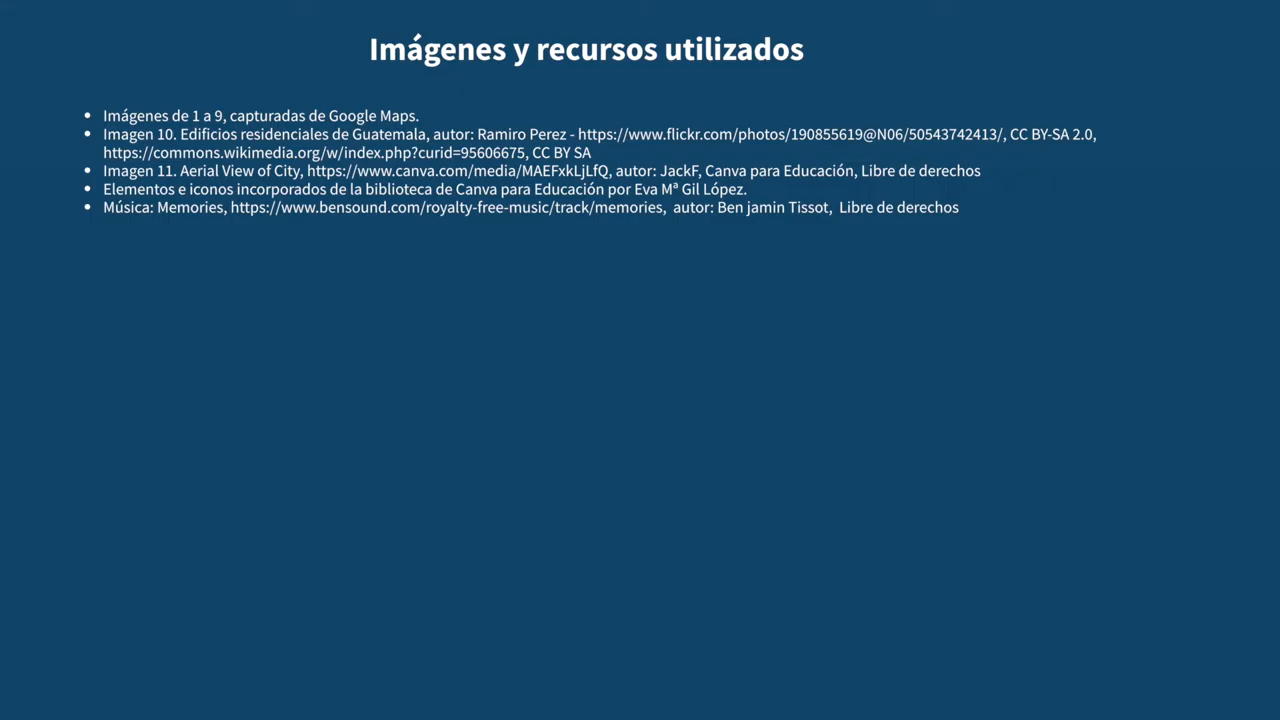 Imágenes y recursos utilizados
• Imágenes de 1 a 9, capturadas de Google Maps.
• Imagen 10. Edificios residenciales de Guatemala, autor: Ramiro Perez - https://www.flickr.com/photos/190855619@N06/50543742413/, CC BY-SA 2.0,
https://commons.wikimedia.org/w/index.php?curid=95606675, CC BY SA
• Imagen 11. Aerial View of City, https://www.canva.com/media/MAEFxkLjLfQ, autor: JackF, Canva para Educación, Libre de derechos
• Elementos e iconos incorporados de la biblioteca de Canva para Educación por Eva Mª Gil López.
• Música: Memories, https://www.bensound.com/royalty-free-music/track/memories,  autor: Ben jamin Tissot,  Libre de derechos